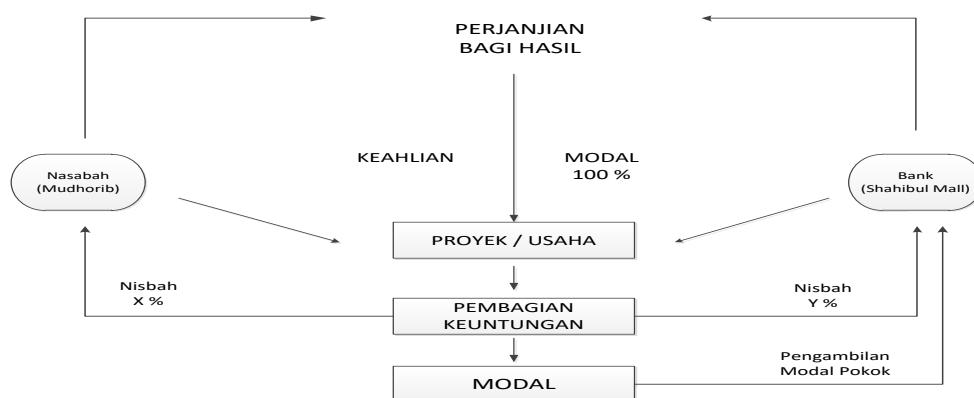 PERJANJIAN
BAGI HASIL
KEAHLIAN
MODAL
100 %
Nasabah
(Mudhorib)
Bank
(Shahibul Mall)
PROYEK / USAHA
Nisbah
X %
PEMBAGIAN
KEUNTUNGAN
Nisbah
Y %
MODAL
Pengambilan
Modal Pokok